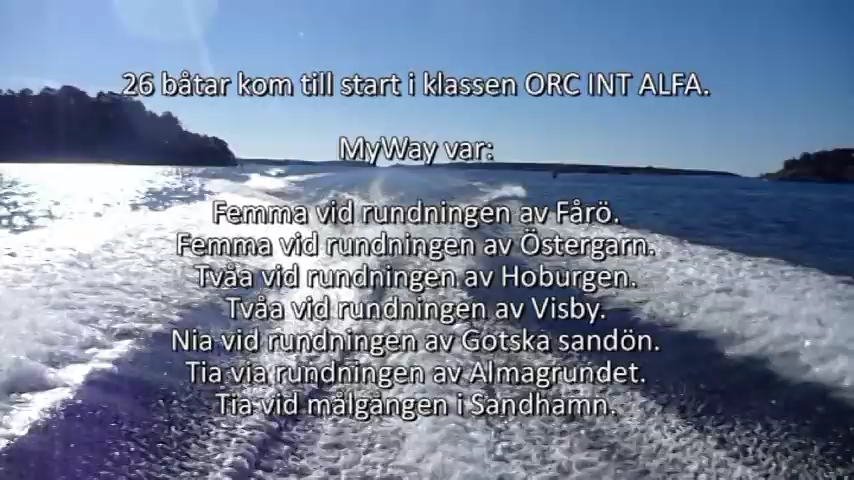 26 båtar kom till start i klassen ORC INT ALFA.
MyWay var:
Femma vid rundningen av Fårö.
Femma vid rundningen av Östergarn.
Tvåa vid rundningen av Hoburgen.
Tvåa vid rundningen av Visby.
Nia vid rundningen av Gotska sandön.
Tia via rundningen av Almagrundet.
Tia vid målgången i Sandhamn.